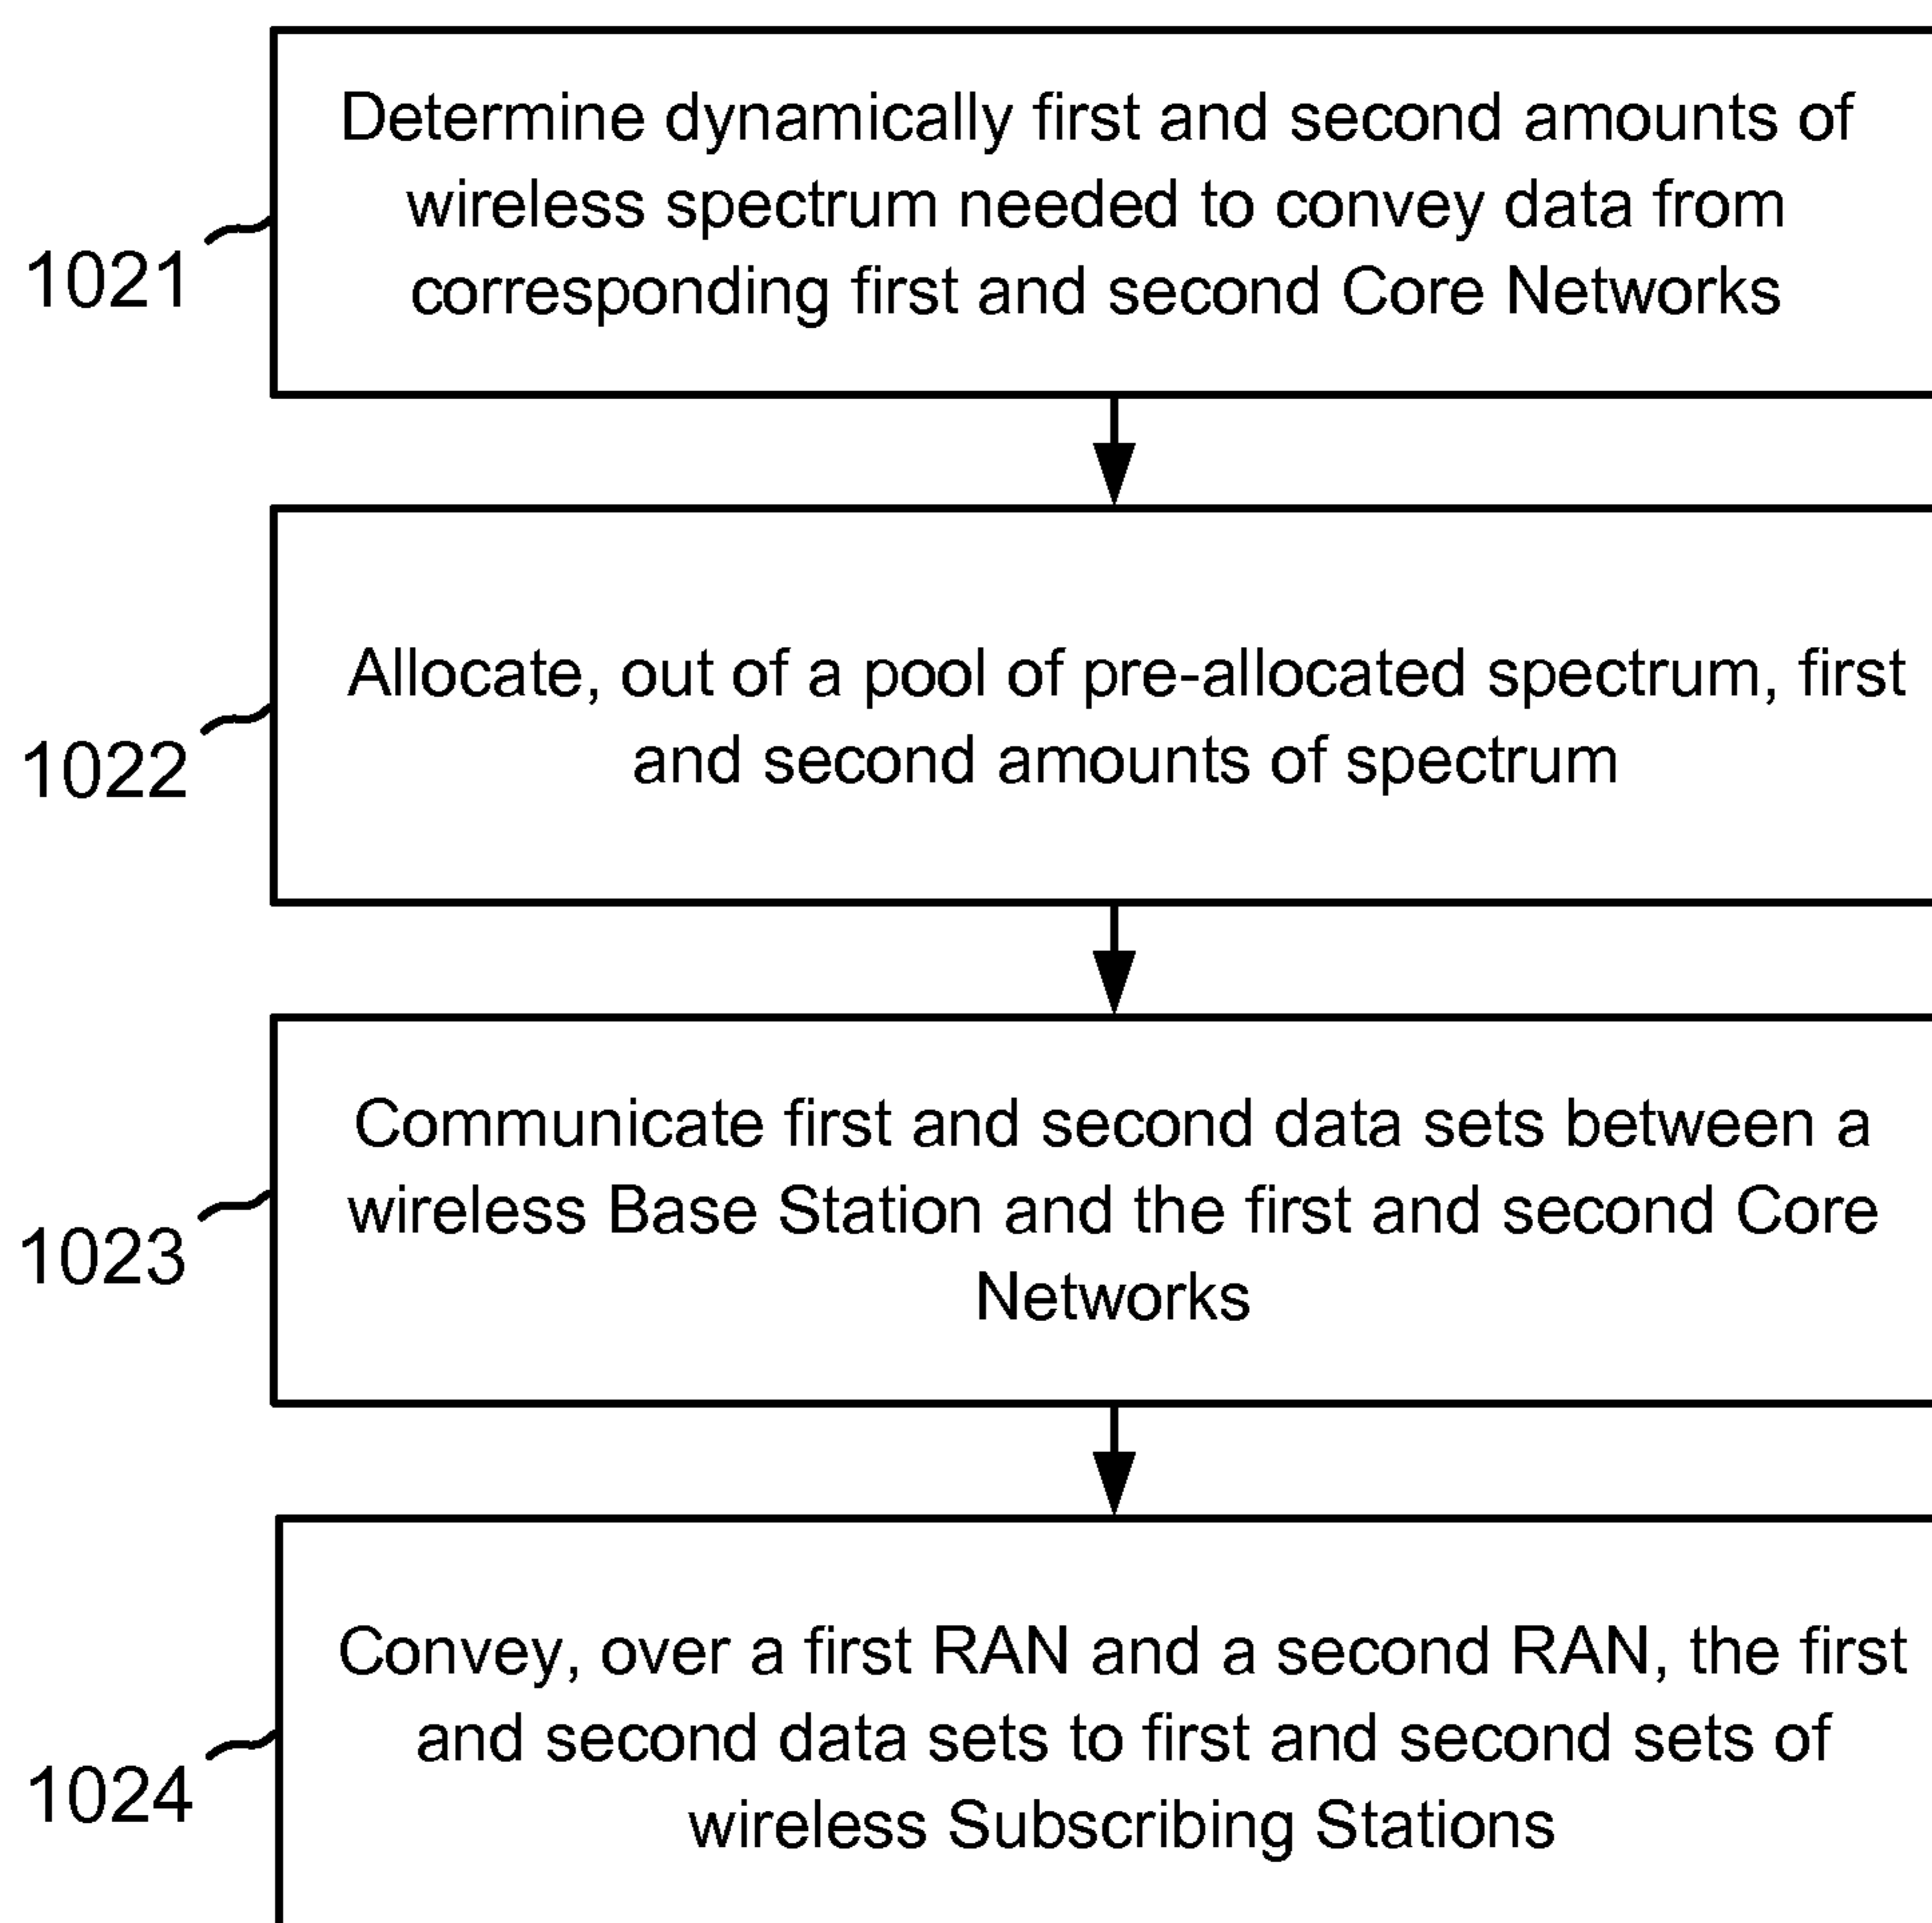 Determine dynamically first and second amounts of
wireless spectrum needed to convey data from
corresponding first and second Core Networks
1021
Allocate, out of a pool of pre-allocated spectrum, first
and second amounts of spectrum
1022
Communicate first and second data sets between a
wireless Base Station and the first and second Core
Networks
1023
Convey, over a first RAN and a second RAN, the first
and second data sets to first and second sets of
wireless Subscribing Stations
1024